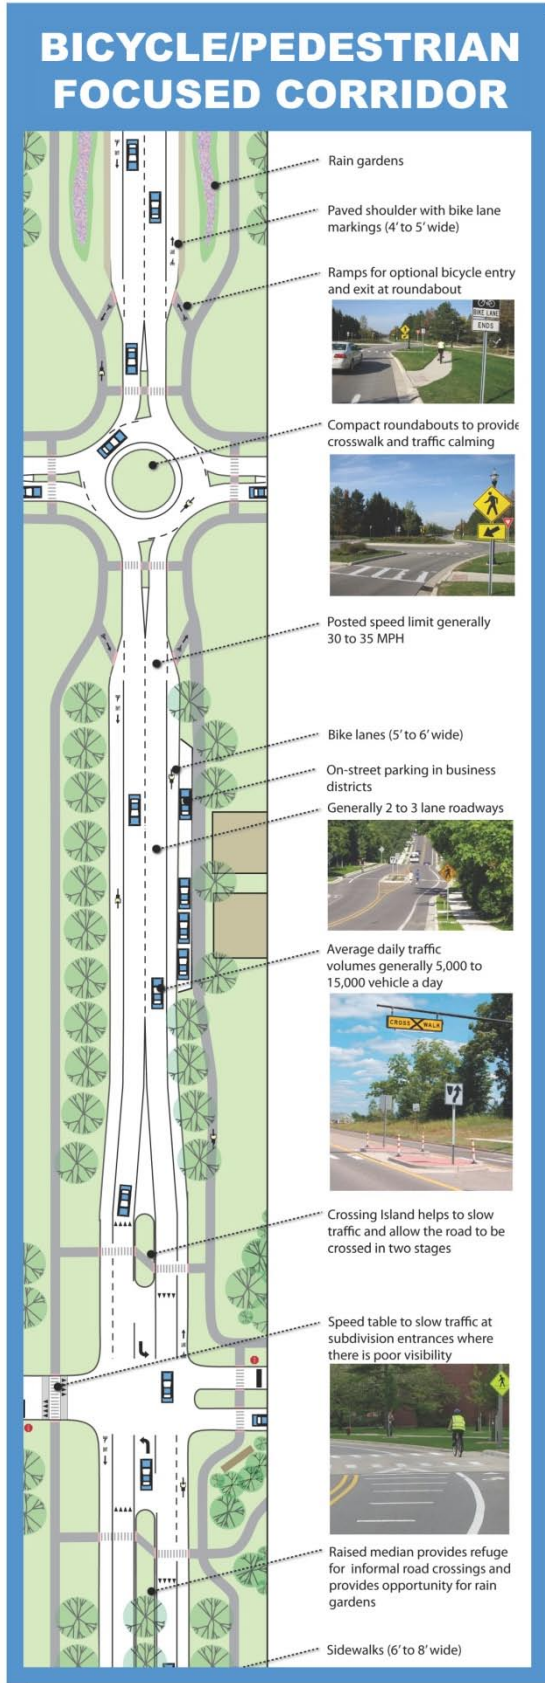 BICYCLE/PEDESTRIAN
FOCUSED CORRIDOR
Rain gardens
Paved shoulder with bike lane
markings (4' to 5' wide)
Ramps for optional bicycle entry
and exit at roundabout
BIKE LANE
ENDS
Compact roundabouts to provide
crosswalk and traffic calming
Posted speed limit generally
30 to 35 MPH
Bike lanes (5' to 6' wide)
On-street parking in business
districts
Generally 2 to 3 lane roadways
Average daily traffic
volumes generally 5,000 to
15,000 vehicle a day
CROSS WALK
Crossing Island helps to slow
traffic and allow the road to be
crossed in two stages
Speed table to slow traffic at
subdivision entrances where
there is poor visibility
Raised median provides refuge
for informal road crossings and
provides opportunity for rain
gardens
Sidewalks (6' to 8' wide)